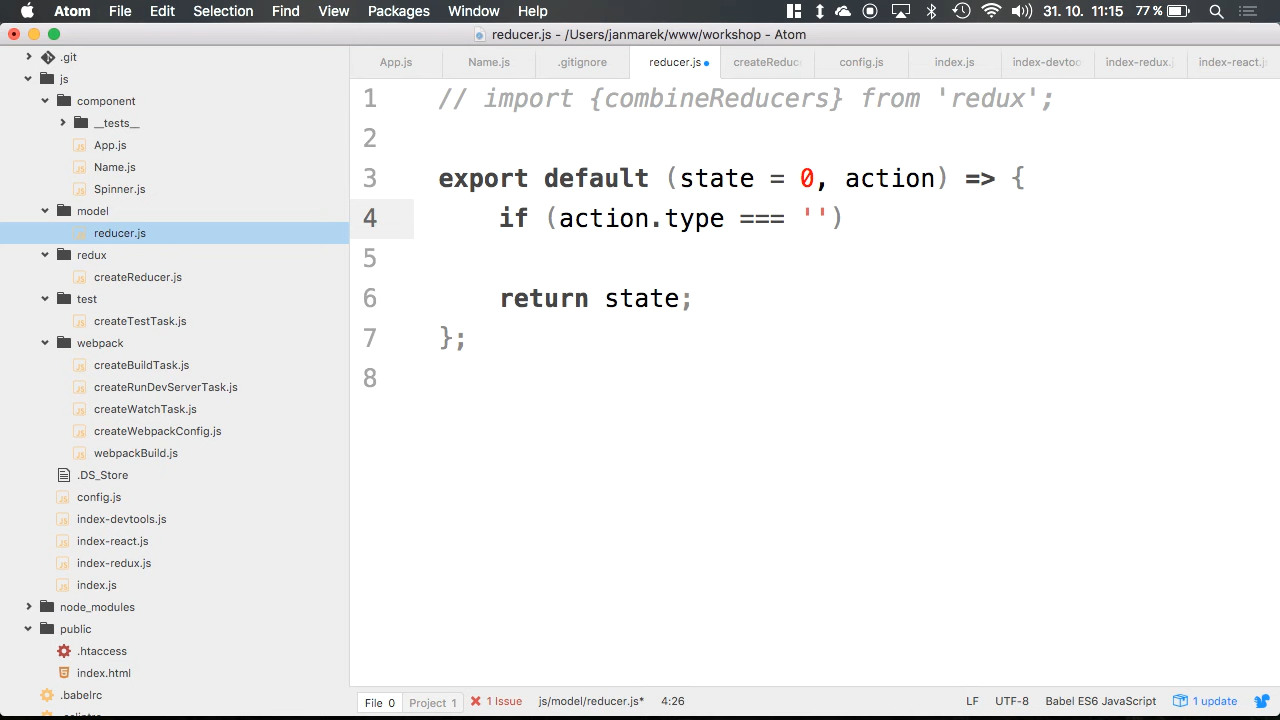 Atom File Edit Selection Find View Packages Window Help 31. 10. 11:15 77 %
reducer.js - /Users/janmarek/www/workshop - Atom
.git
js
component
__tests__
App.js
Name.js
Spinner.js
model
reducer.js
redux
createReducer.js
test
createTestTask.js
webpack
createBuildTask.js
createRunDevServerTask.js
createWatchTask.js
createWebpackConfig.js
webpackBuild.js
.DS_Store
config.js
index-devtools.js
index-react.js
index-redux.js
index.js
node_modules
public
.htaccess
index.html
.babelrc
App.js Name.js .gitignore reducer.js createReduc config.js index.js index-devtoo index-redux. index-react.
1 // import {combineReducers} from 'redux';
2
3 export default (state = 0, action) => {
4 if (action.type === '')
5
6 return state;
7 };
8
File 0 Project 1 1 Issue js/model/reducer.js* 4:26 LF UTF-8 Babel ES6 JavaScript 1 update